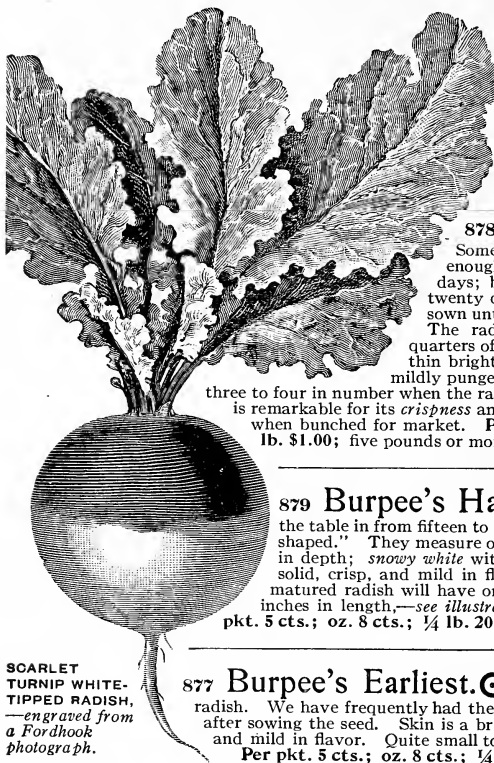 878
Some
enoug
days; h
twenty d
sown unt
The rad
quarters of
thin bright
mildly punge
three to four in number when the ra
is remarkable for its crispness an
when bunched for market. P
lb. $1.00; five pounds or mo
879 Burpee's Ha
the table in from fifteen to
shaped." They measure o
in depth; snowy white wit
solid, crisp, and mild in fl
matured radish will have or
inches in length,—see illustra
pkt. 5 cts.; oz. 8 cts.; ¼ lb. 20
SCARLET
TURNIP WHITE-
TIPPED RADISH,
—engraved from
a Fordhook
photograph.
877 Burpee's Earliest.
radish. We have frequently had the
after sowing the seed. Skin is a br
and mild in flavor. Quite small to
Per pkt. 5 cts.; oz. 8 cts.; ¼